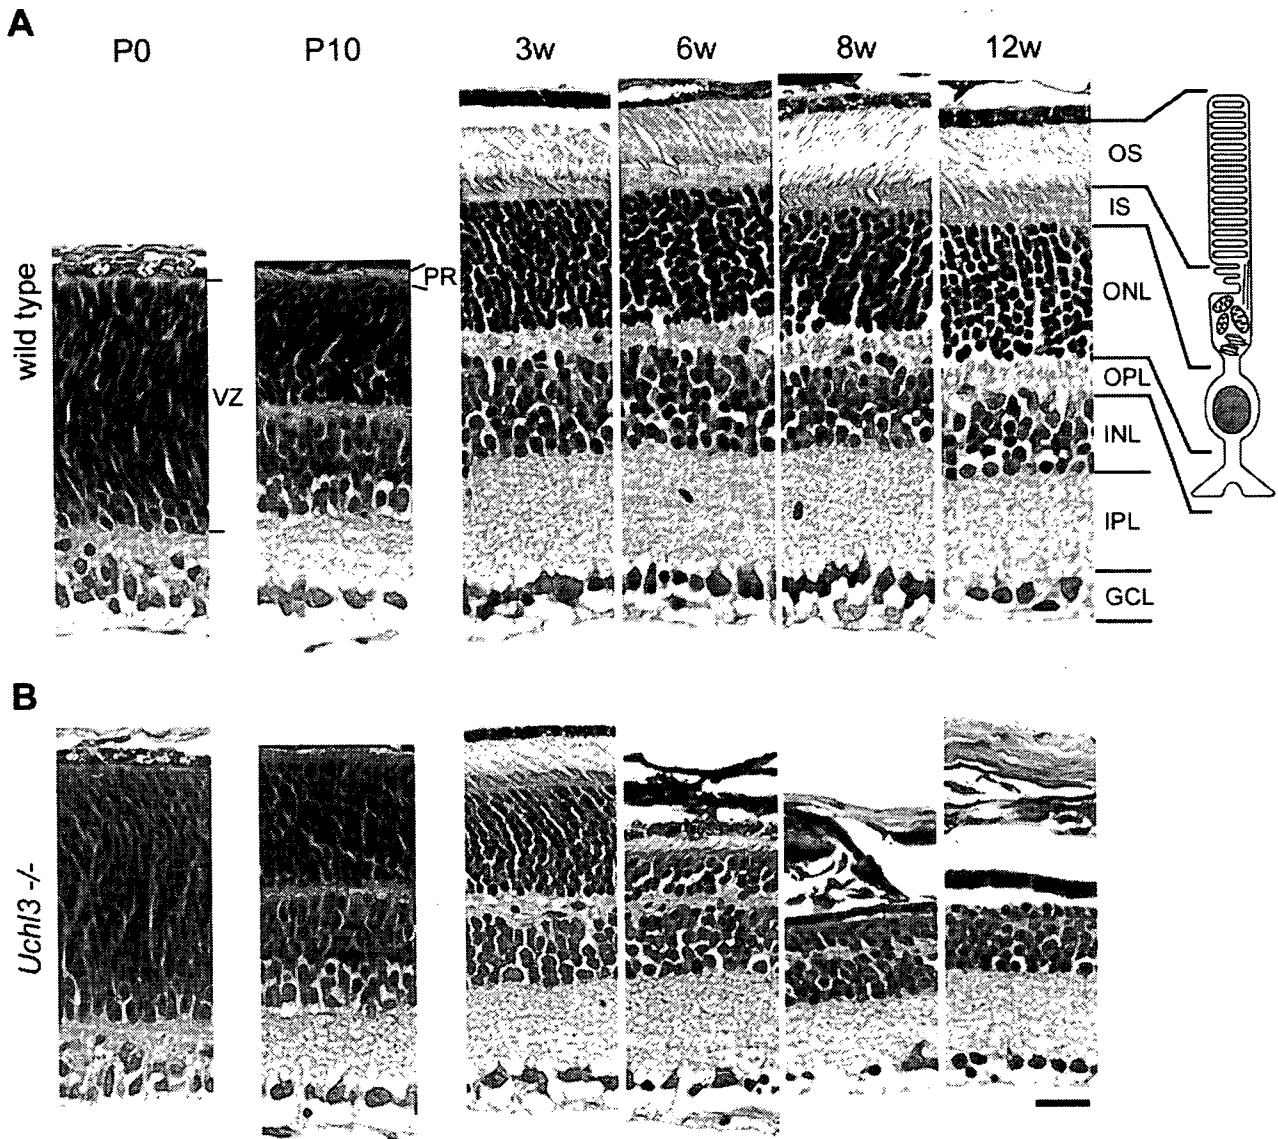 A
P0 P10 3w 6w 8w 12w
wild type
VZ
PR
OS
IS
ONL
OPL
INL
IPL
GCL
B
Uchl3 -/-